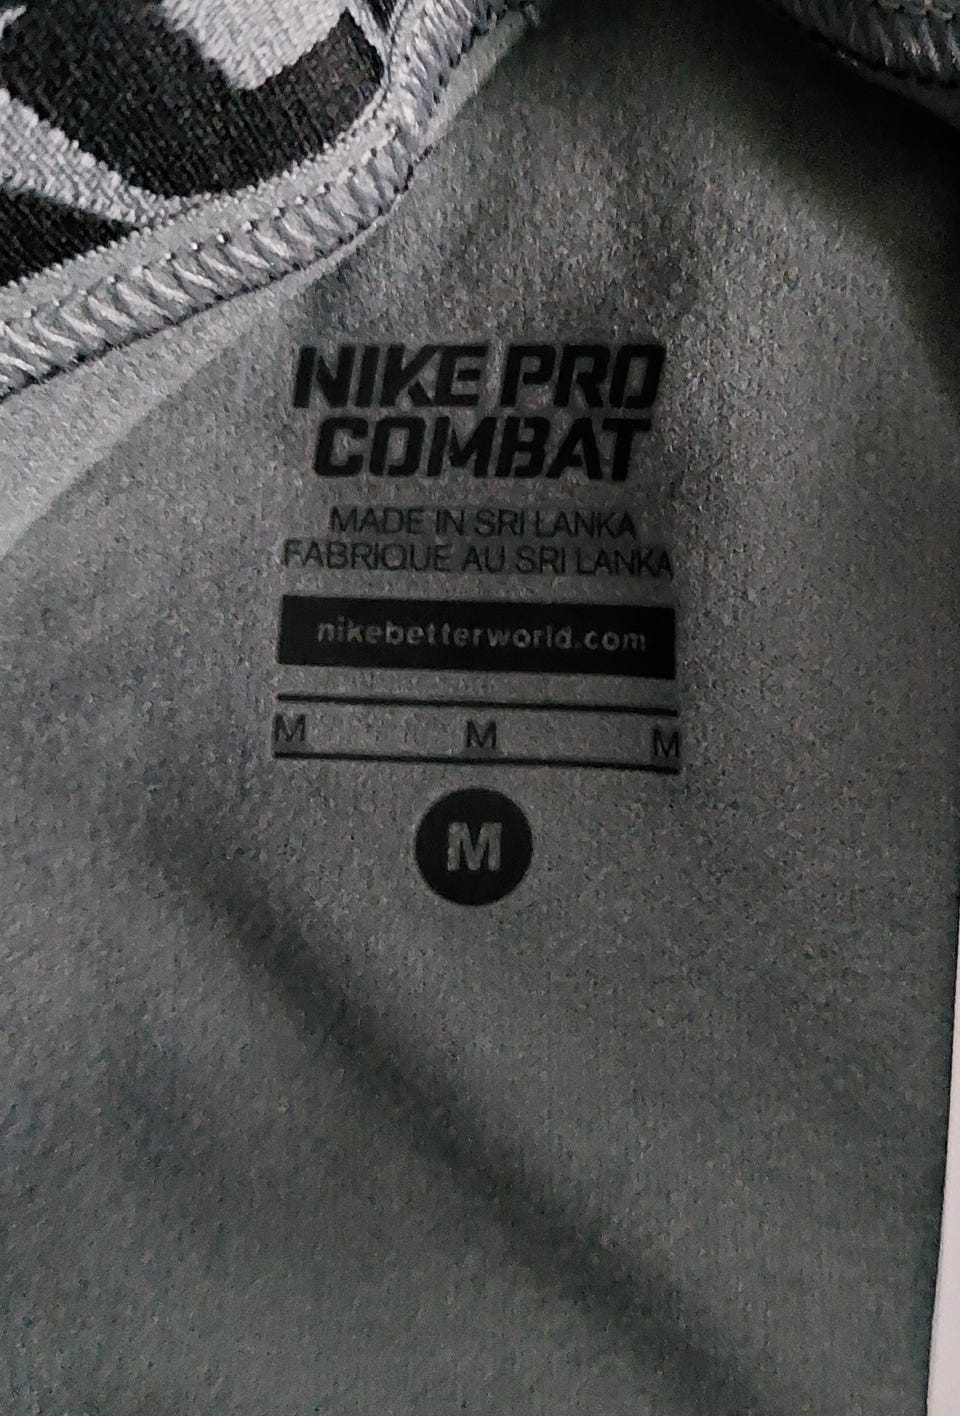 NIKE PRO
COMBAT
MADE IN SRI LANKA
FABRIQUE AU SRI LANKA
nikebetterworld.com
M M M
M